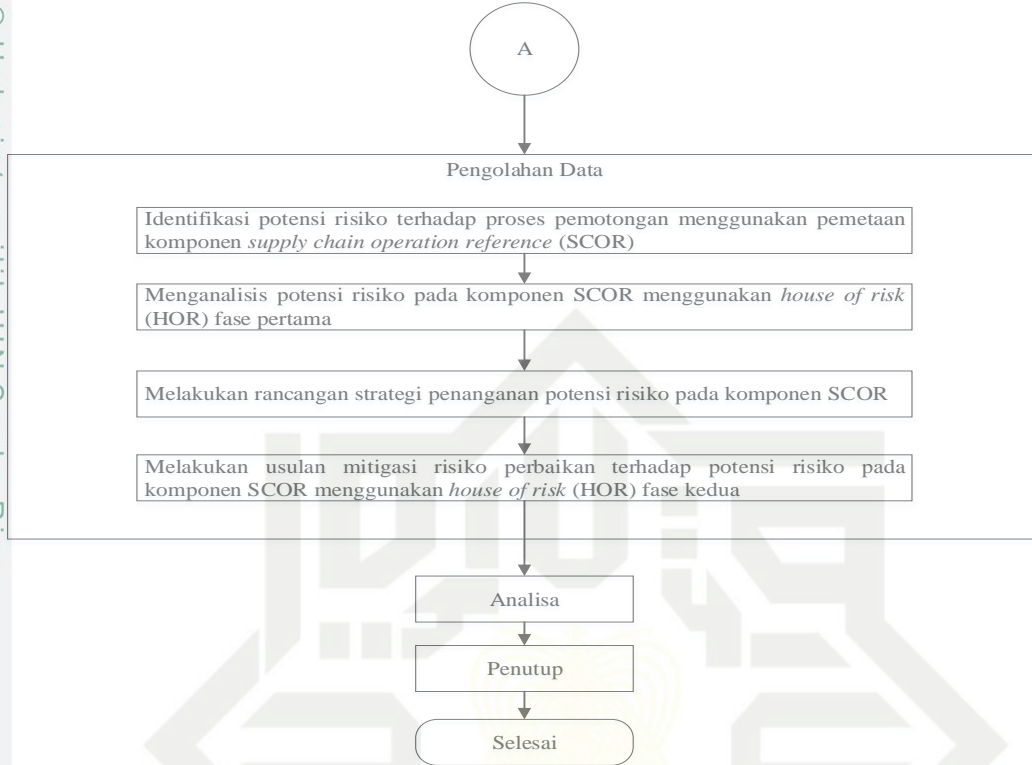 A
Pengolahan Data
Identifikasi potensi risiko terhadap proses pemotongan menggunakan pemetaan
komponen supply chain operation reference (SCOR)
Menganalisis potensi risiko pada komponen SCOR menggunakan house of risk
(HOR) fase pertama
Melakukan rancangan strategi penanganan potensi risiko pada komponen SCOR
Melakukan usulan mitigasi risiko perbaikan terhadap potensi risiko pada
komponen SCOR menggunakan house of risk (HOR) fase kedua
Analisa
Penutup
Selesai